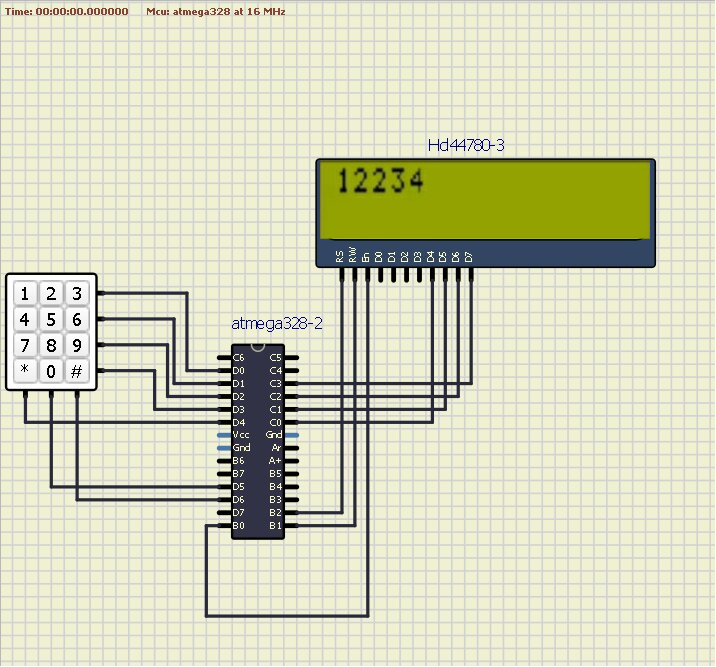 Time: 00:00:00.000000 Mcu: atmega328 at 16 MHz
Hd44780-3
12234
RS RW En D0 D1 D2 D3 D4 D5 D6 D7
1 2 3
4 5 6
7 8 9
* 0 #
atmega328-2
C6 C5
D0 C4
D1 C3
D2 C2
D3 C1
D4 C0
Vcc Gnd
Gnd Ar
B6 A+
B7 B5
D5 B4
D6 B3
D7 B2
B0 B1